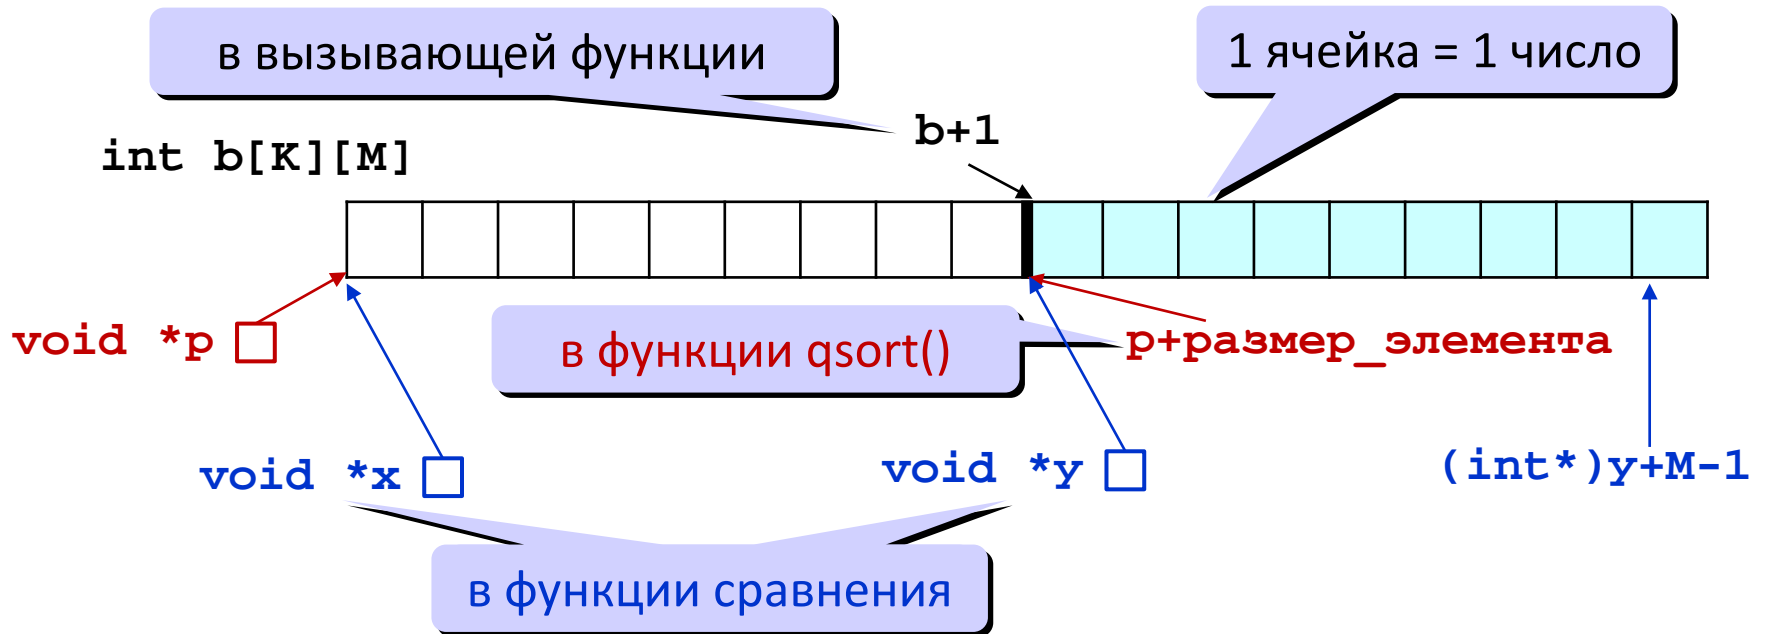 в вызывающей функции
1 ячейка = 1 число
b+1
int b[K][M]
void *p
в функции qsort()
p+размер_элемента
void *x
void *y
(int*)y+M-1
в функции сравнения